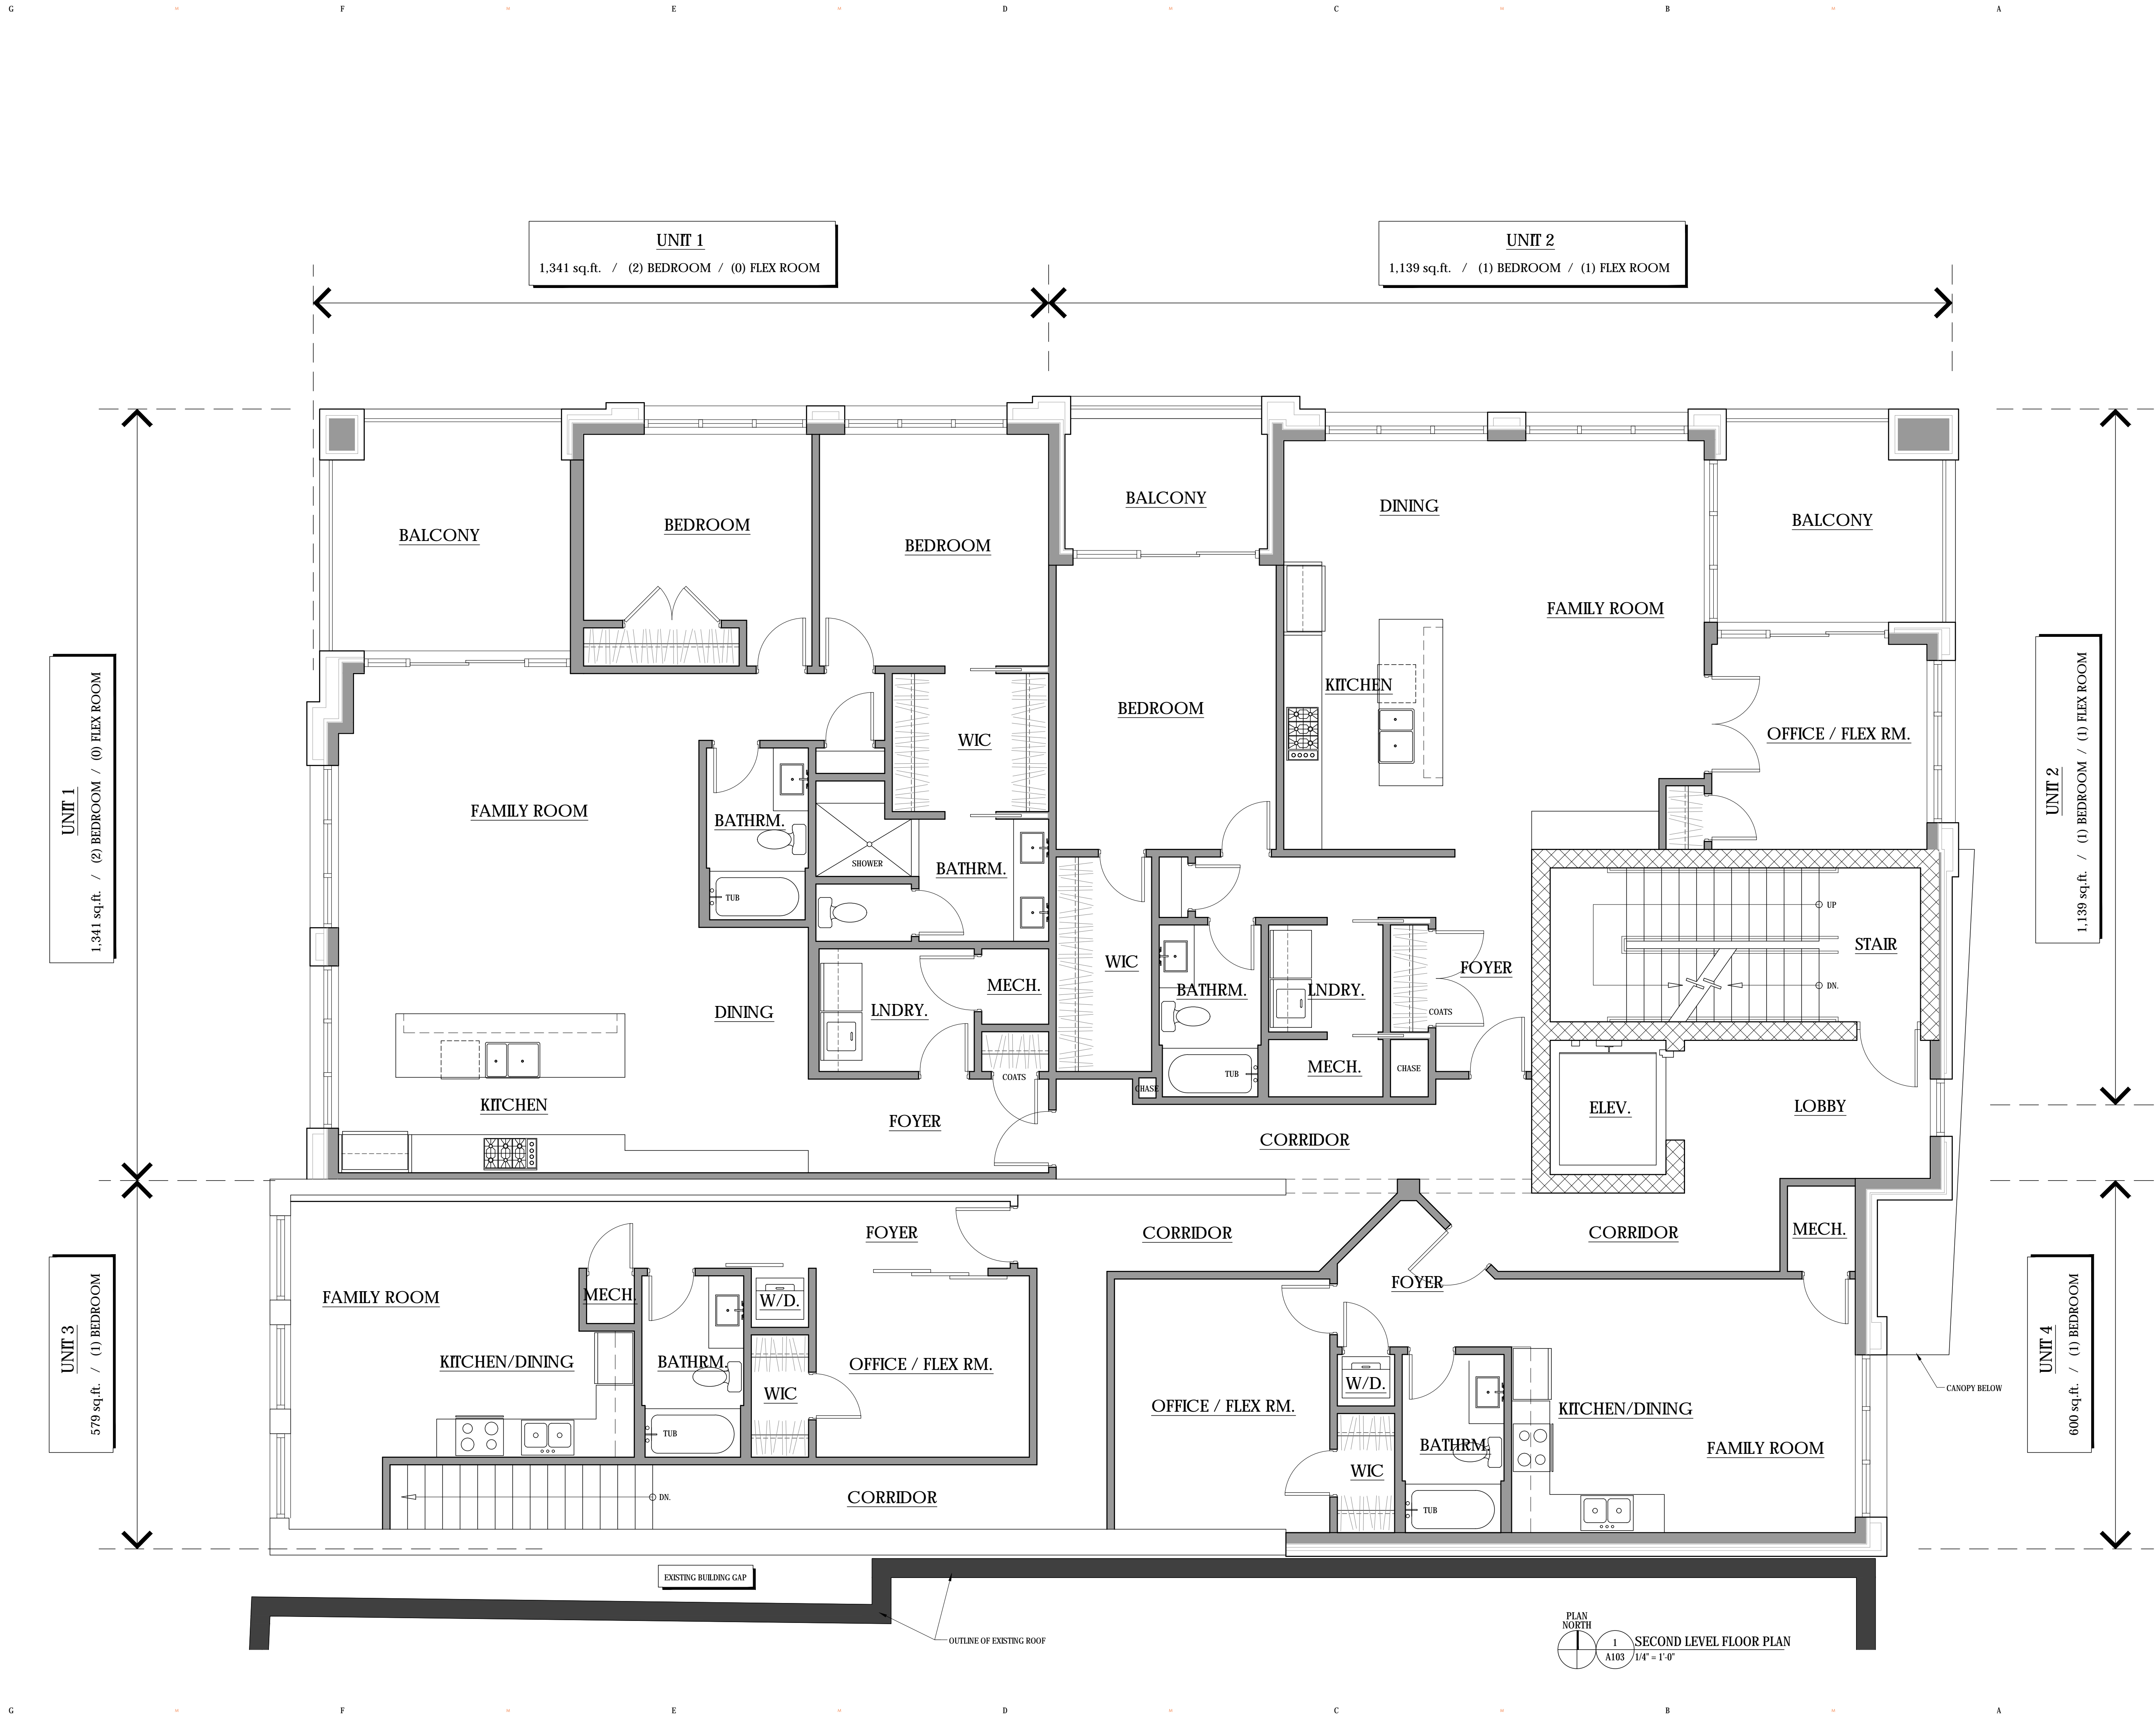 G F E D C B A
UNIT 1
1,341 sq.ft. / (2) BEDROOM / (0) FLEX ROOM
UNIT 2
1,139 sq.ft. / (1) BEDROOM / (1) FLEX ROOM
UNIT 1
1,341 sq.ft. / (2) BEDROOM / (0) FLEX ROOM
UNIT 2
1,139 sq.ft. / (1) BEDROOM / (1) FLEX ROOM
BALCONY
BEDROOM
BEDROOM
BALCONY
DINING
BALCONY
FAMILY ROOM
KITCHEN
BEDROOM
OFFICE / FLEX RM.
WIC
FAMILY ROOM
BATHRM.
SHOWER
BATHRM.
TUB
UP
STAIR
WIC
FOYER
MECH.
BATHRM.
LNDRY.
DN.
LNDRY.
DINING
COATS
COATS
MECH.
CHASE
TUB
CHASE
KITCHEN
FOYER
ELEV.
LOBBY
CORRIDOR
UNIT 3
579 sq.ft. / (1) BEDROOM
UNIT 4
600 sq.ft. / (1) BEDROOM
FOYER
CORRIDOR
CORRIDOR
MECH.
FOYER
FAMILY ROOM
MECH.
W/D.
KITCHEN/DINING
BATHRM.
OFFICE / FLEX RM.
WIC
W/D.
CANOPY BELOW
OFFICE / FLEX RM.
KITCHEN/DINING
TUB
BATHRM.
FAMILY ROOM
WIC
DN.
CORRIDOR
TUB
EXISTING BUILDING GAP
OUTLINE OF EXISTING ROOF
PLAN
NORTH
1
A103
SECOND LEVEL FLOOR PLAN
1/4" = 1'-0"
G F E D C B A